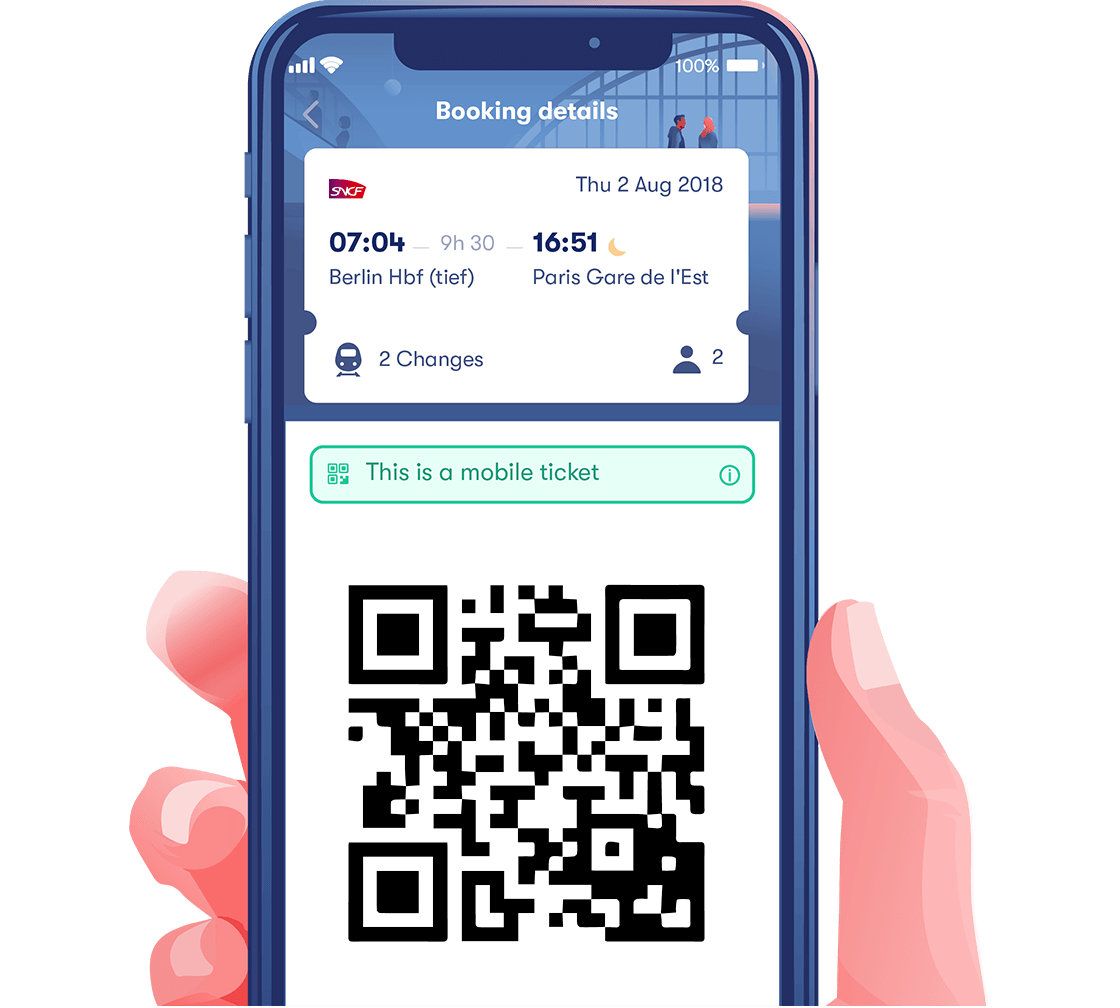 100%
Booking details
SNCF
Thu 2 Aug 2018
07:04 — 9h 30 — 16:51
Berlin Hbf (tief) Paris Gare de l'Est
2 Changes 2
This is a mobile ticket